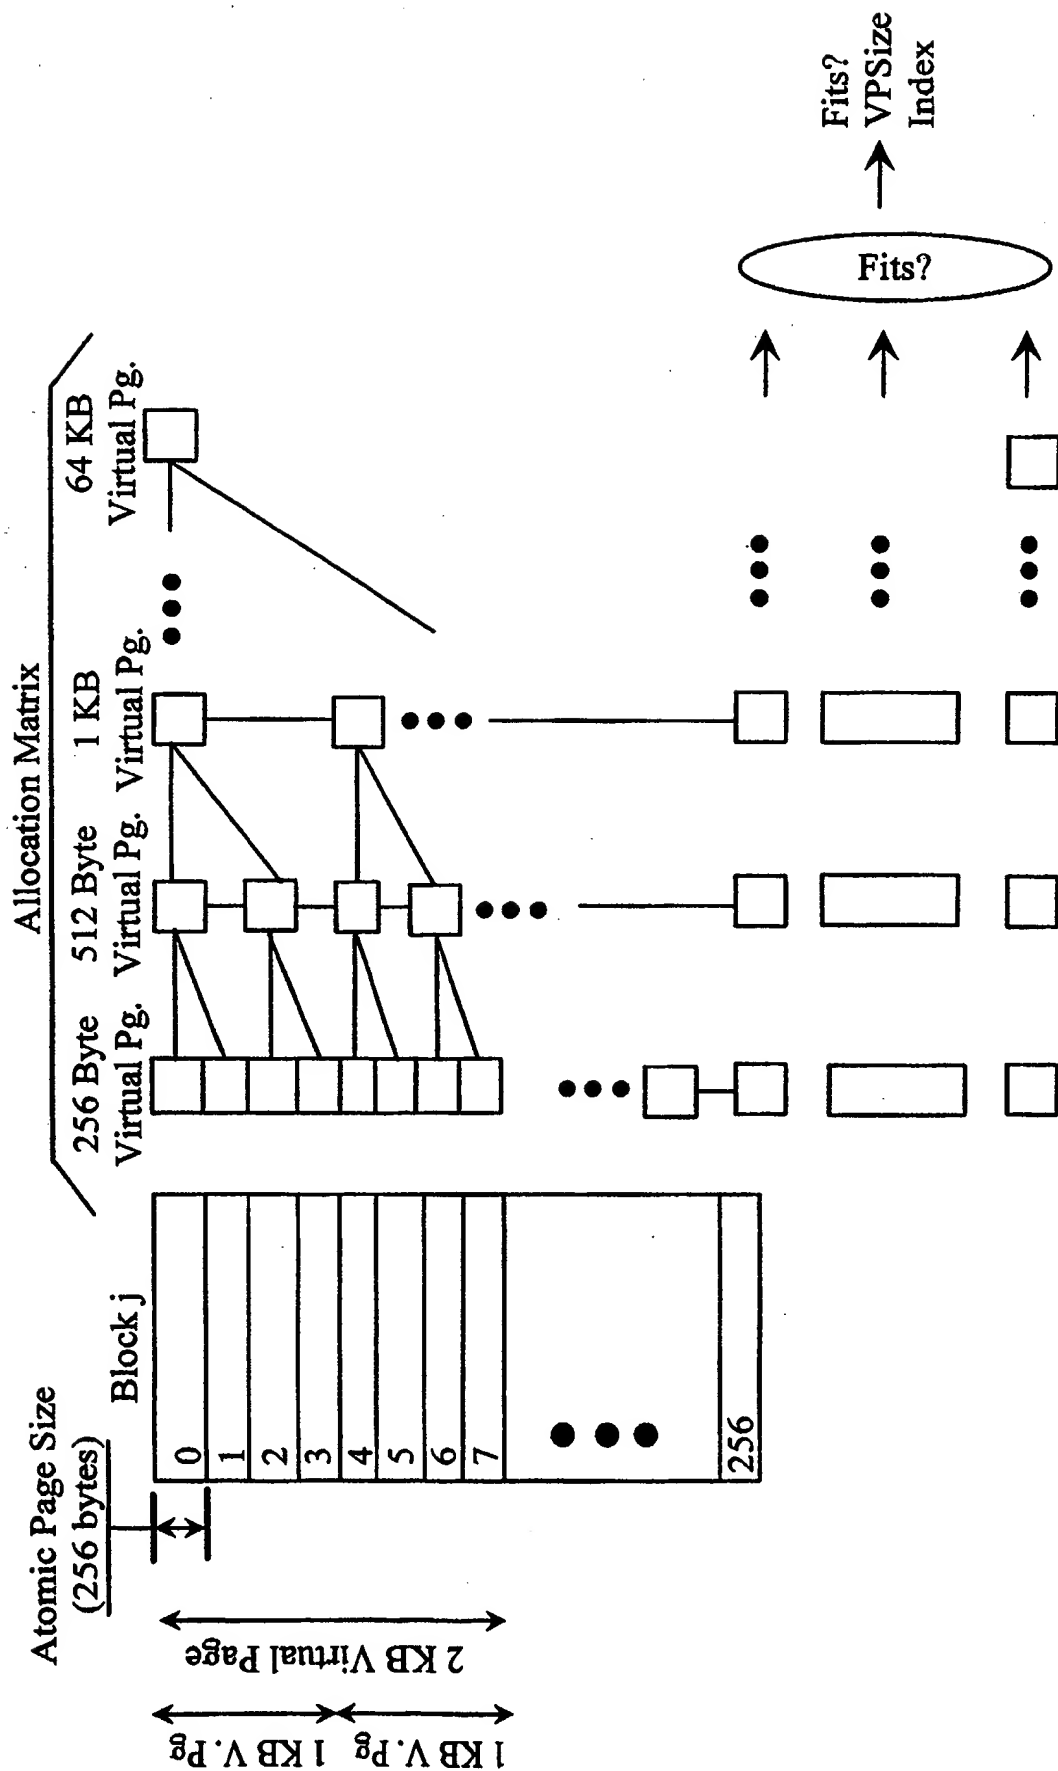 Allocation Matrix
Atomic Page Size
(256 bytes)
Block j
256 Byte
Virtual Pg.
512 Byte
Virtual Pg.
1 KB
Virtual Pg.
64 KB
Virtual Pg.
0
1
2
3
4
5
6
7
256
2 KB Virtual Page
1 KB V. Pg
1 KB V. Pg
Fits?
Fits?
VPSize
Index